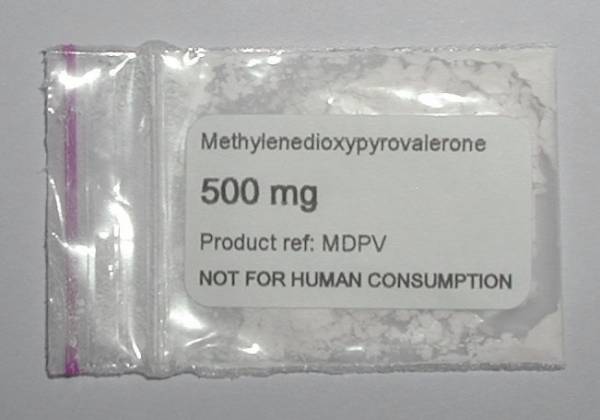 Methylenedioxypyrovalerone
500 mg
Product ref: MDPV
NOT FOR HUMAN CONSUMPTION